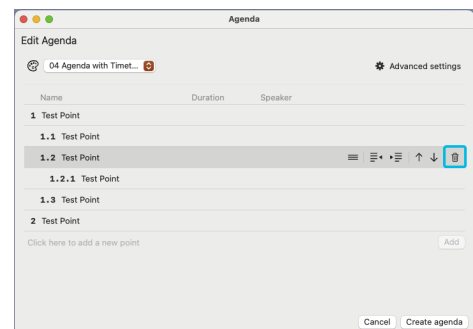 Agenda
Edit Agenda
04 Agenda with Timet...
Advanced settings
Name Duration Speaker
1 Test Point
1.1 Test Point
1.2 Test Point
1.2.1 Test Point
1.3 Test Point
2 Test Point
Click here to add a new point Add
Cancel Create agenda